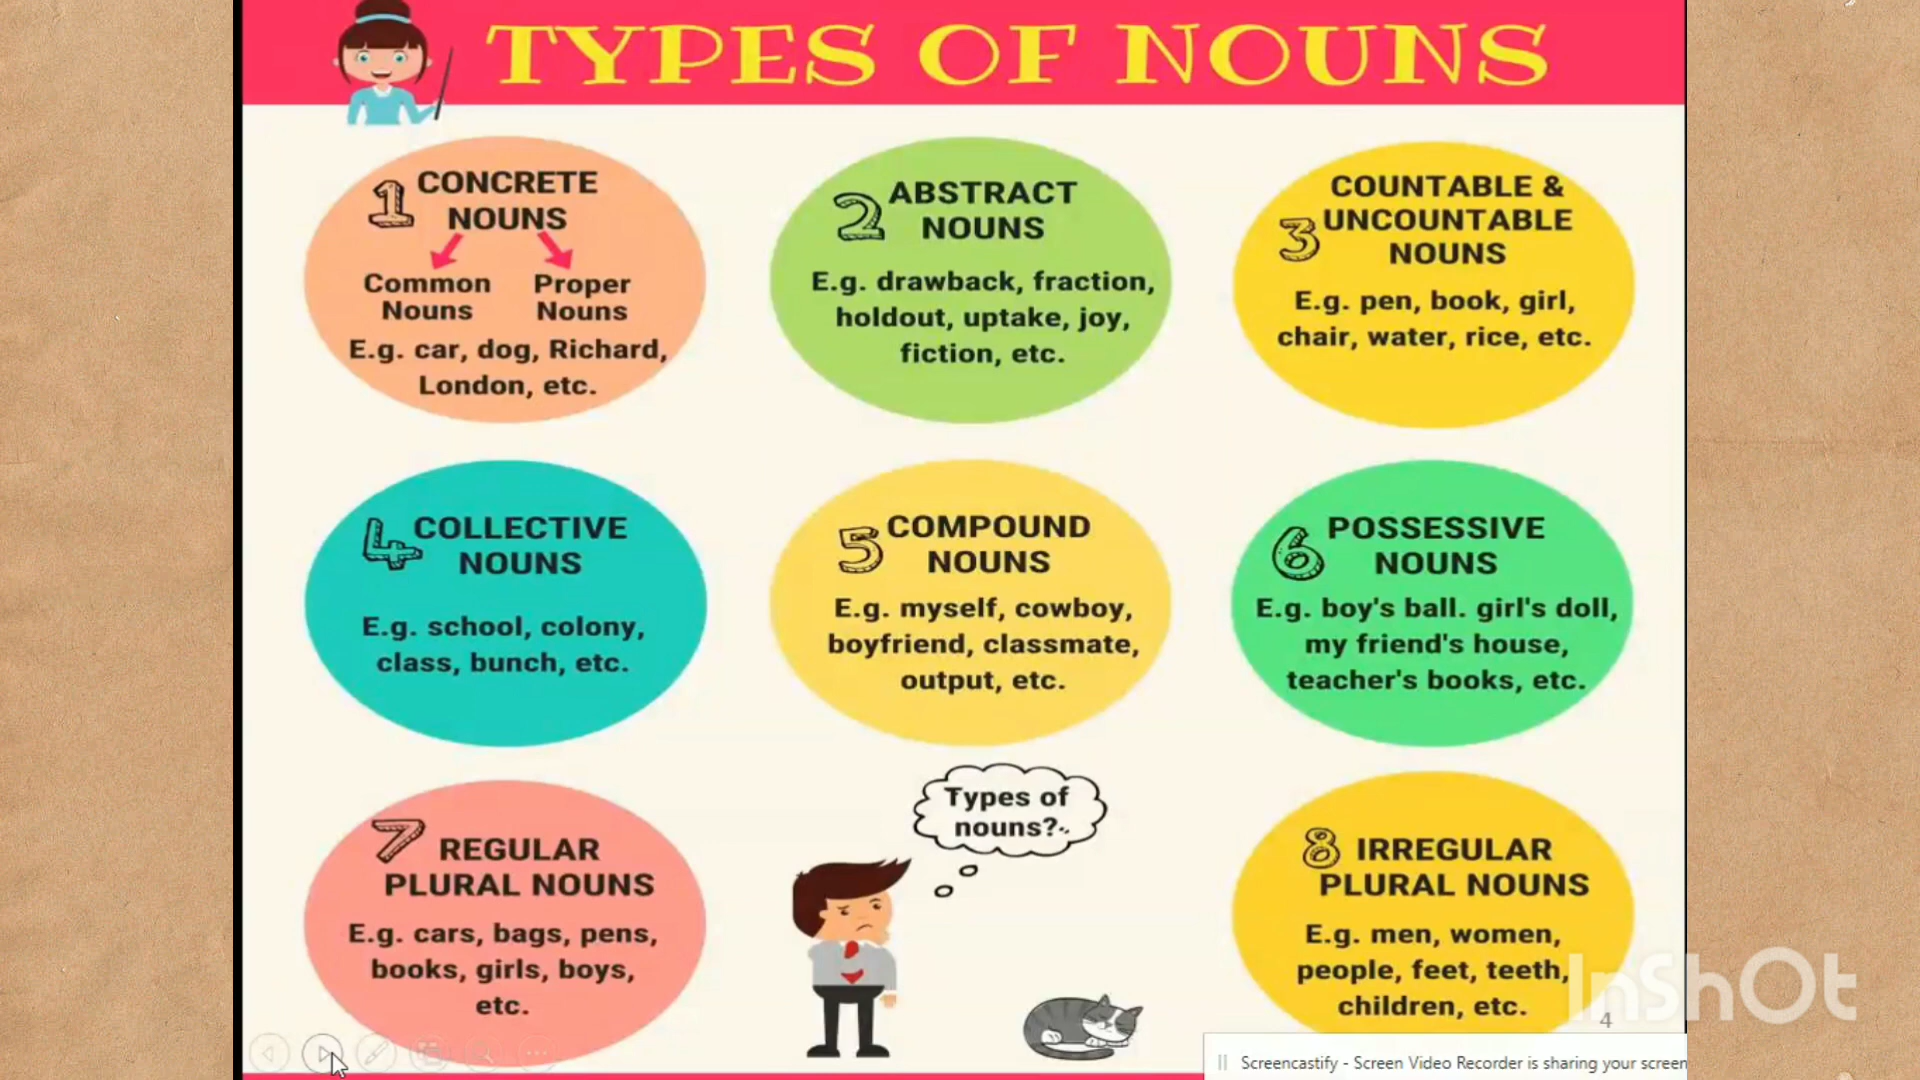 TYPES OF NOUNS
1 CONCRETE
NOUNS
Common
Nouns
Proper
Nouns
E.g. car, dog, Richard,
London, etc.
2 ABSTRACT
NOUNS
E.g. drawback, fraction,
holdout, uptake, joy,
fiction, etc.
COUNTABLE &
3 UNCOUNTABLE
NOUNS
E.g. pen, book, girl,
chair, water, rice, etc.
4 COLLECTIVE
NOUNS
E.g. school, colony,
class, bunch, etc.
5 COMPOUND
NOUNS
E.g. myself, cowboy,
boyfriend, classmate,
output, etc.
6 POSSESSIVE
NOUNS
E.g. boy's ball. girl's doll,
my friend's house,
teacher's books, etc.
7 REGULAR
PLURAL NOUNS
E.g. cars, bags, pens,
books, girls, boys,
etc.
Types of
nouns?
8 IRREGULAR
PLURAL NOUNS
E.g. men, women,
people, feet, teeth,
children, etc.
InShOt
4
Screencastify - Screen Video Recorder is sharing your screen